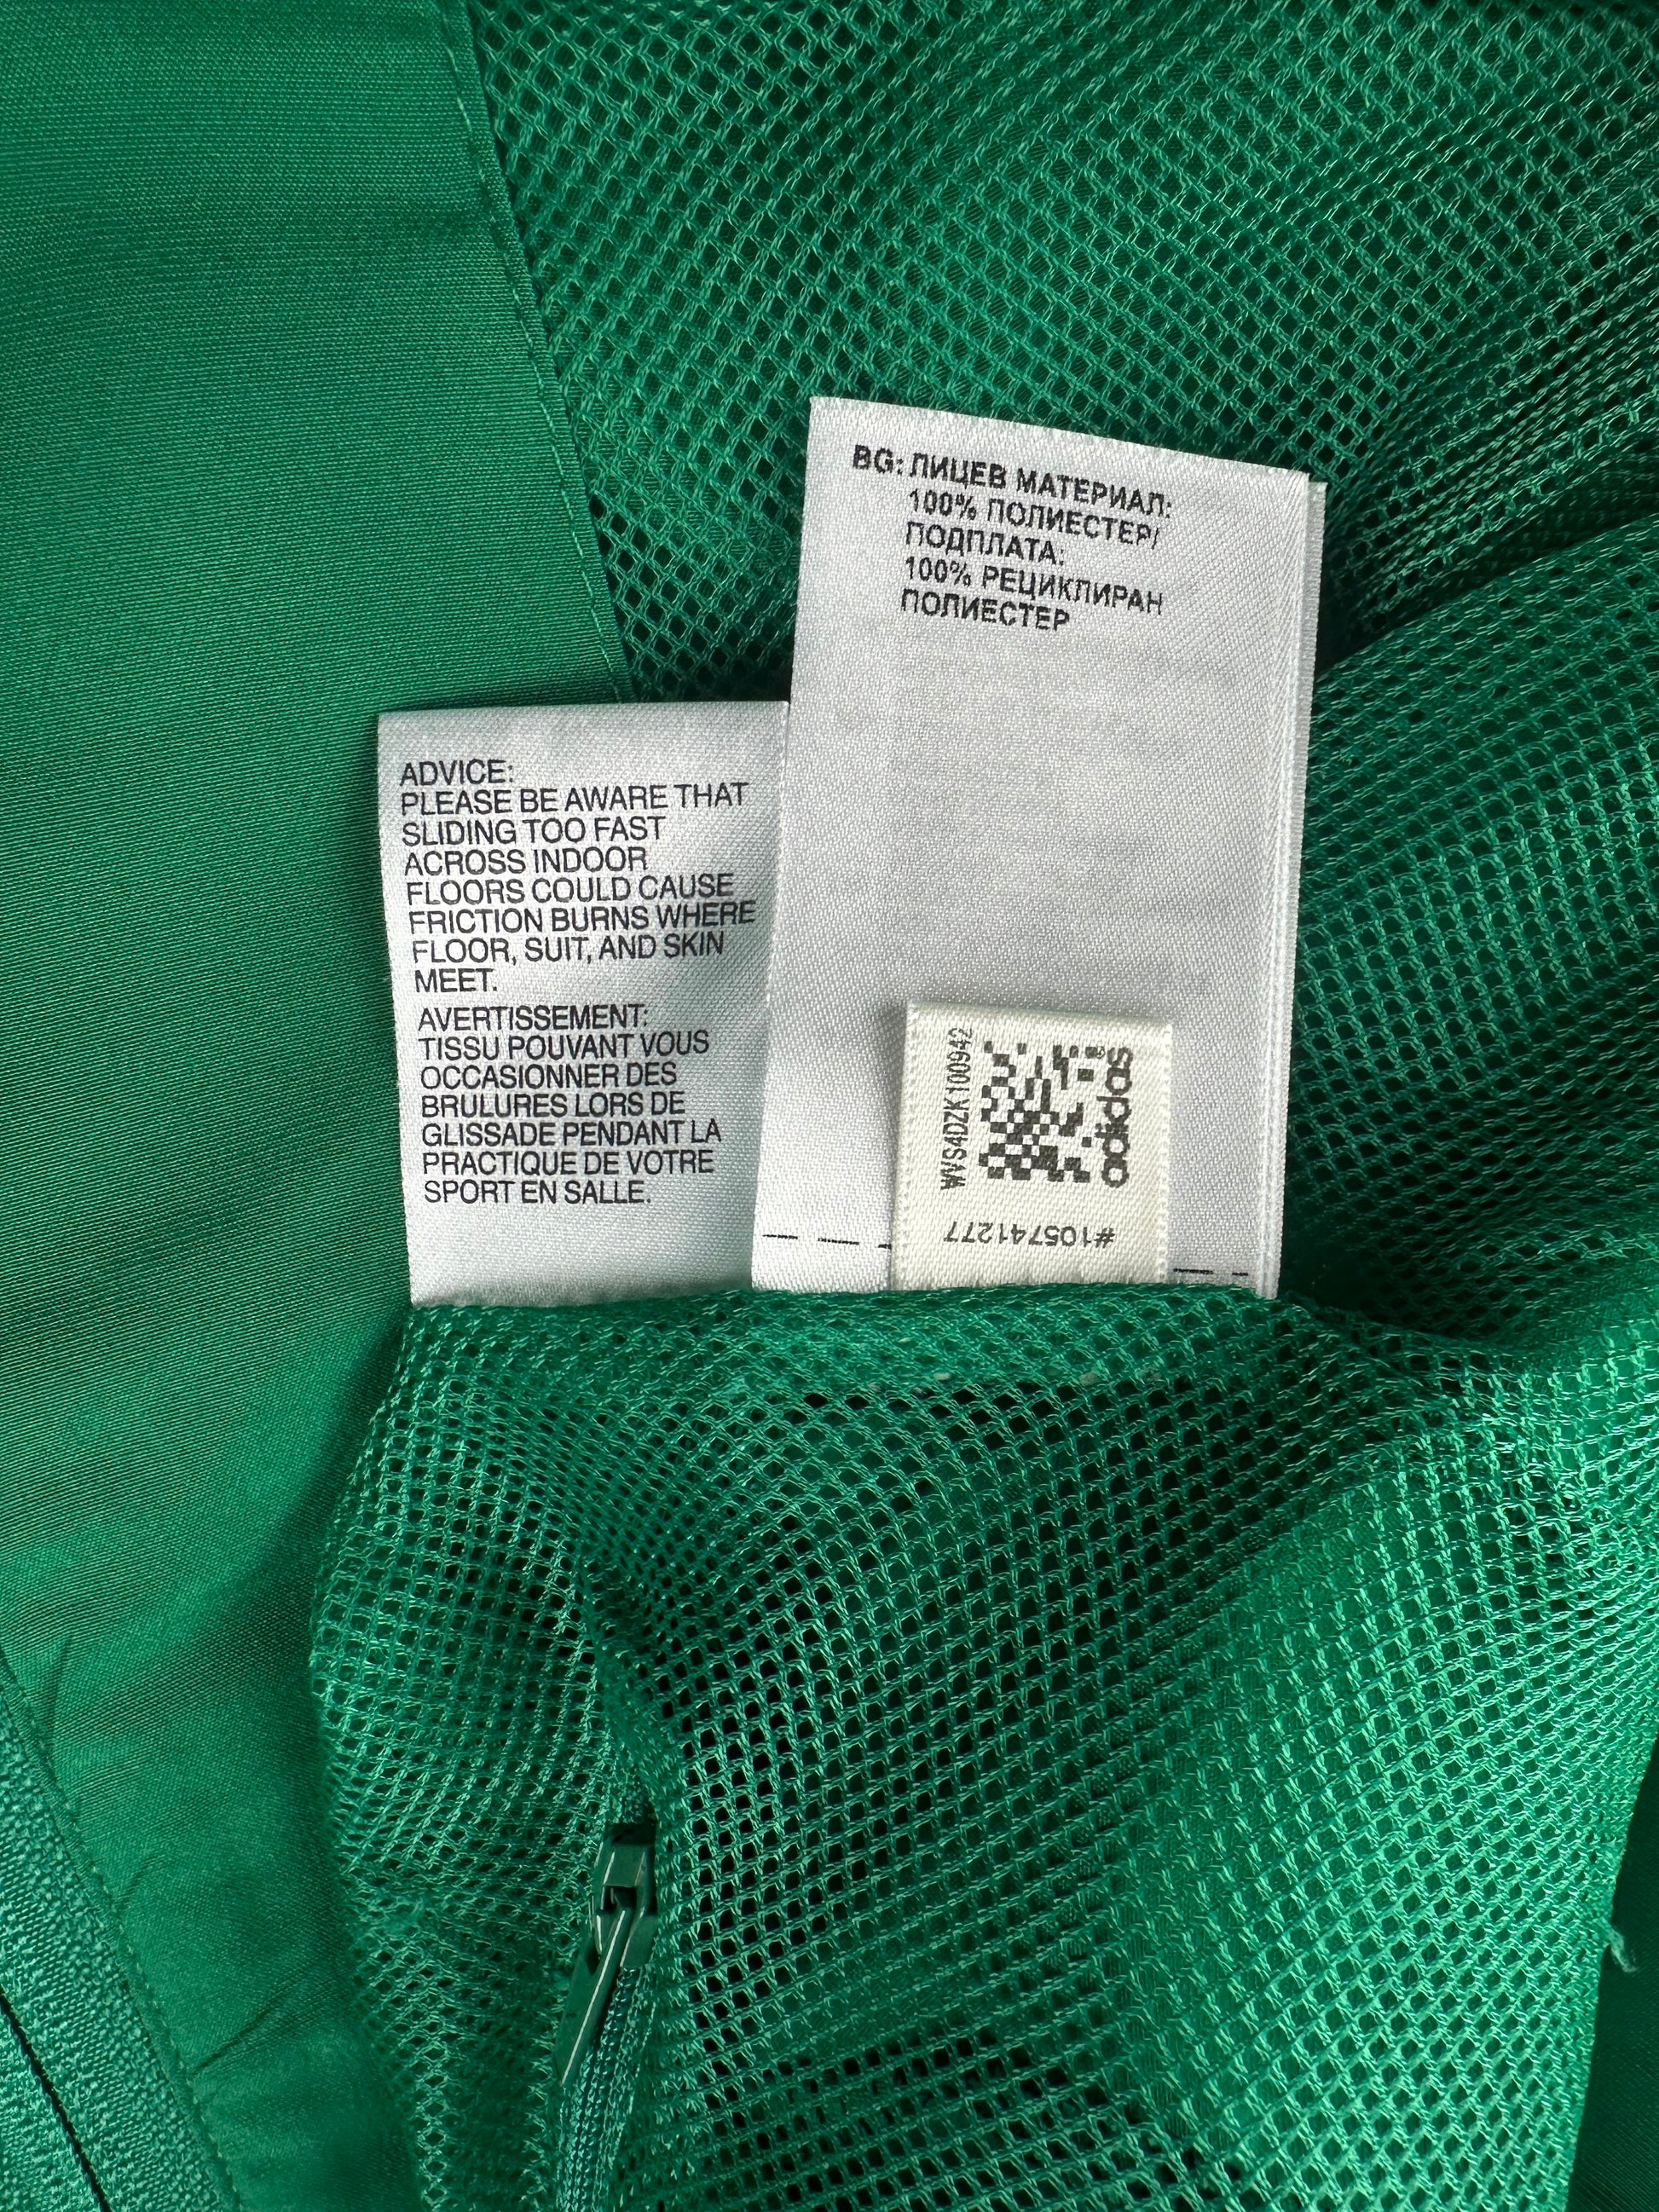 BG: ЛИЦЕВ МАТЕРИАЛ:
100% ПОЛИЕСТЕР/
ПОДПЛАТА:
100% РЕЦИКЛИРАН
ПОЛИЕСТЕР
ADVICE:
PLEASE BE AWARE THAT
SLIDING TOO FAST
ACROSS INDOOR
FLOORS COULD CAUSE
FRICTION BURNS WHERE
FLOOR, SUIT, AND SKIN
MEET.
AVERTISSEMENT:
TISSU POUVANT VOUS
OCCASIONNER DES
BRULURES LORS DE
GLISSADE PENDANT LA
PRACTIQUE DE VOTRE
SPORT EN SALLE.
WVS4DZK100942
adidas®
#105741277